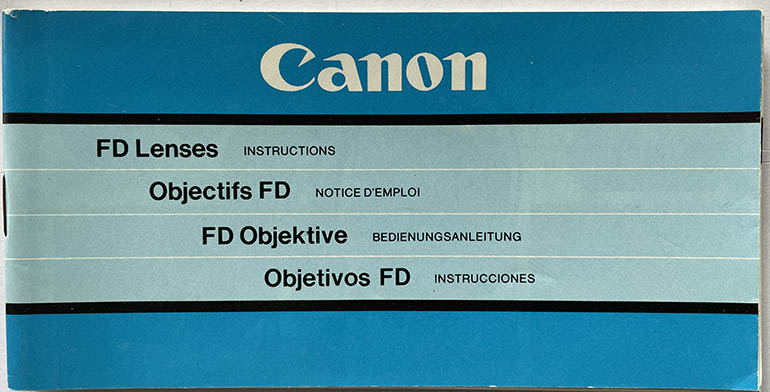 Canon
FD Lenses INSTRUCTIONS
Objectifs FD NOTICE D'EMPLOI
FD Objektive BEDIENUNGSANLEITUNG
Objetivos FD INSTRUCCIONES